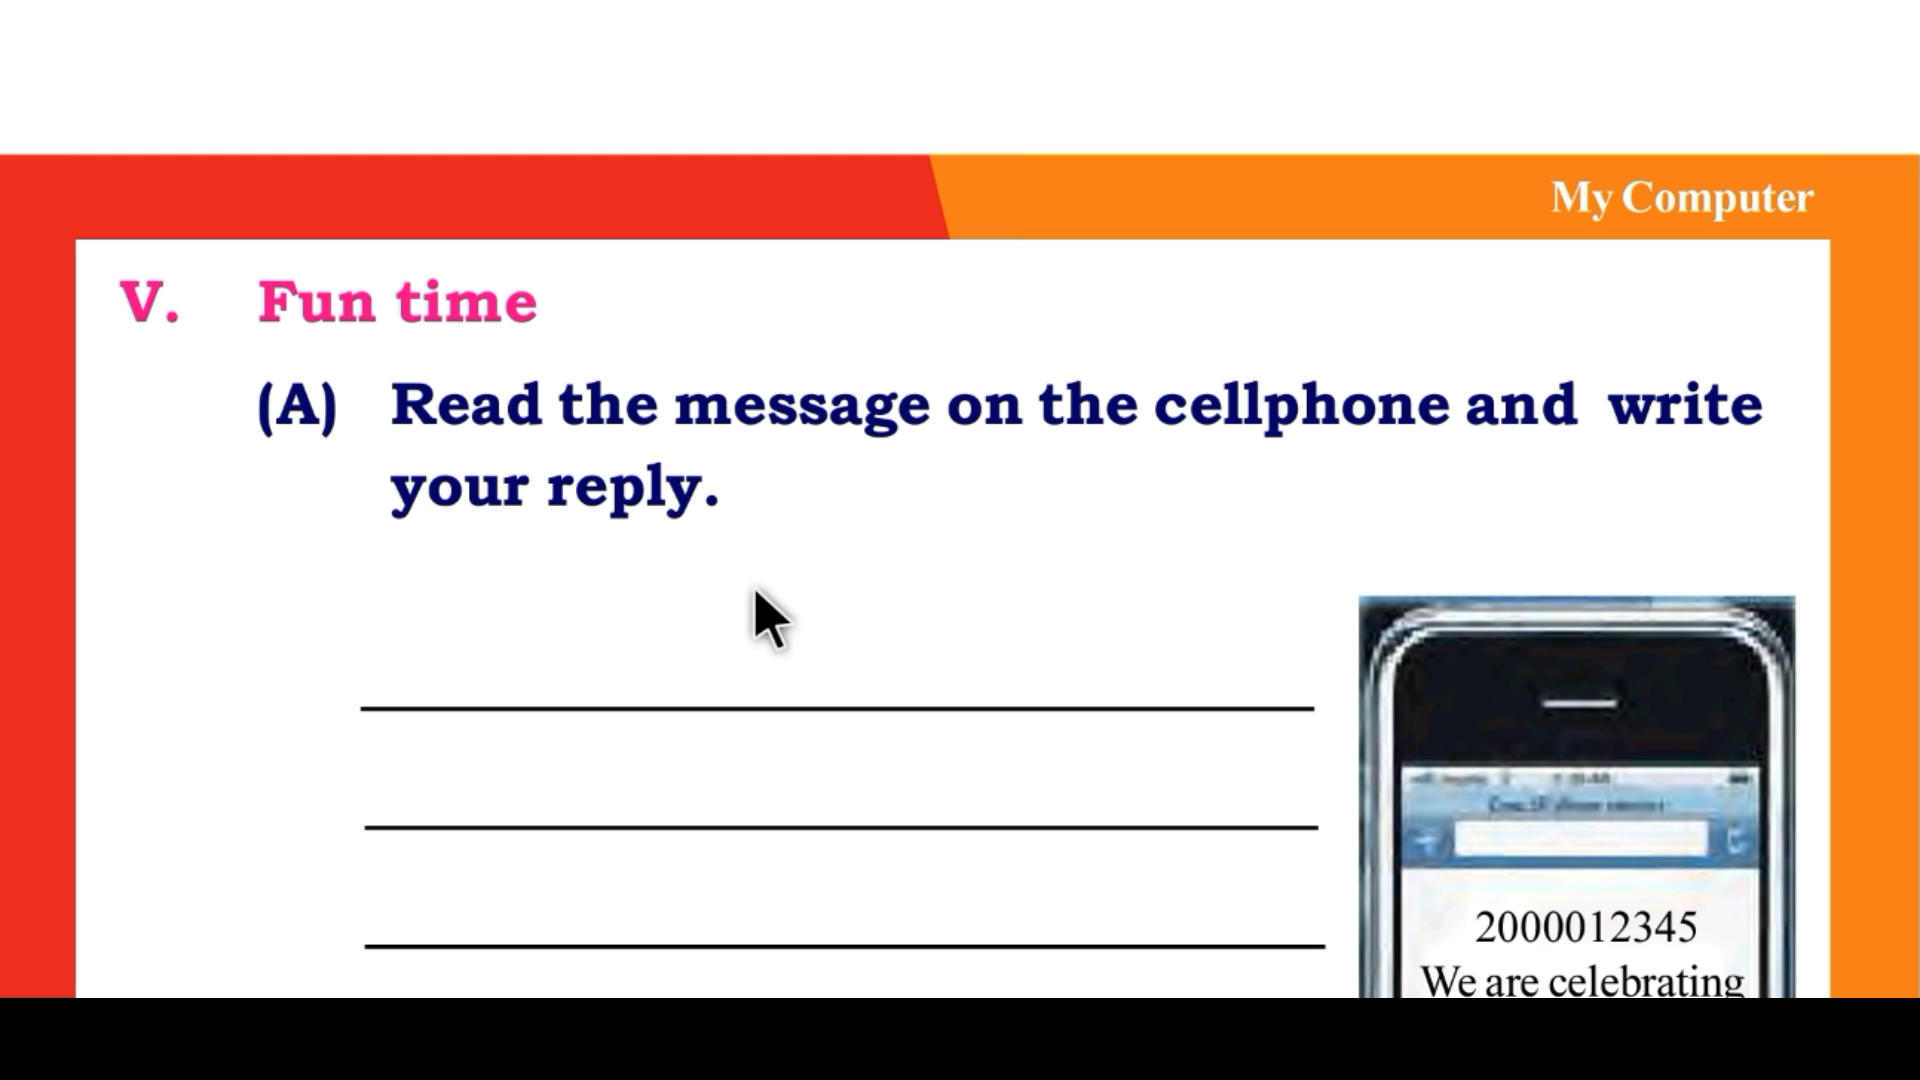 My Computer
V. Fun time
(A) Read the message on the cellphone and write
your reply.
2000012345
We are celebrating